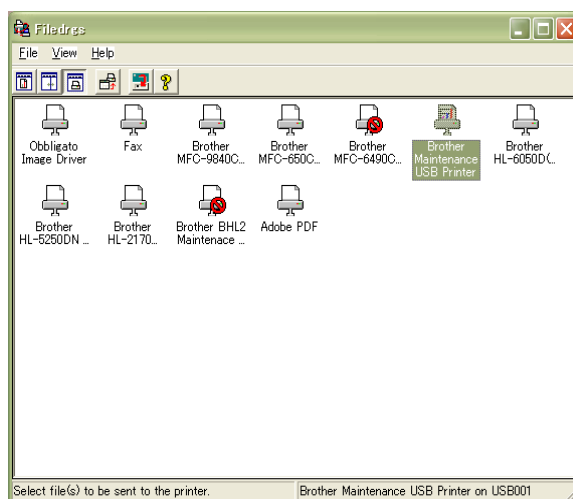 Filedrgs
File View Help
Obbligato
Image Driver
Fax
Brother
MFC-9840C...
Brother
MFC-650C...
Brother
MFC-6490C...
Brother
Maintenance
USB Printer
Brother
HL-6050D(...
Brother
HL-5250DN ...
Brother
HL-2170...
Brother BHL2
Maintenace ...
Adobe PDF
Select file(s) to be sent to the printer.
Brother Maintenance USB Printer on USB001